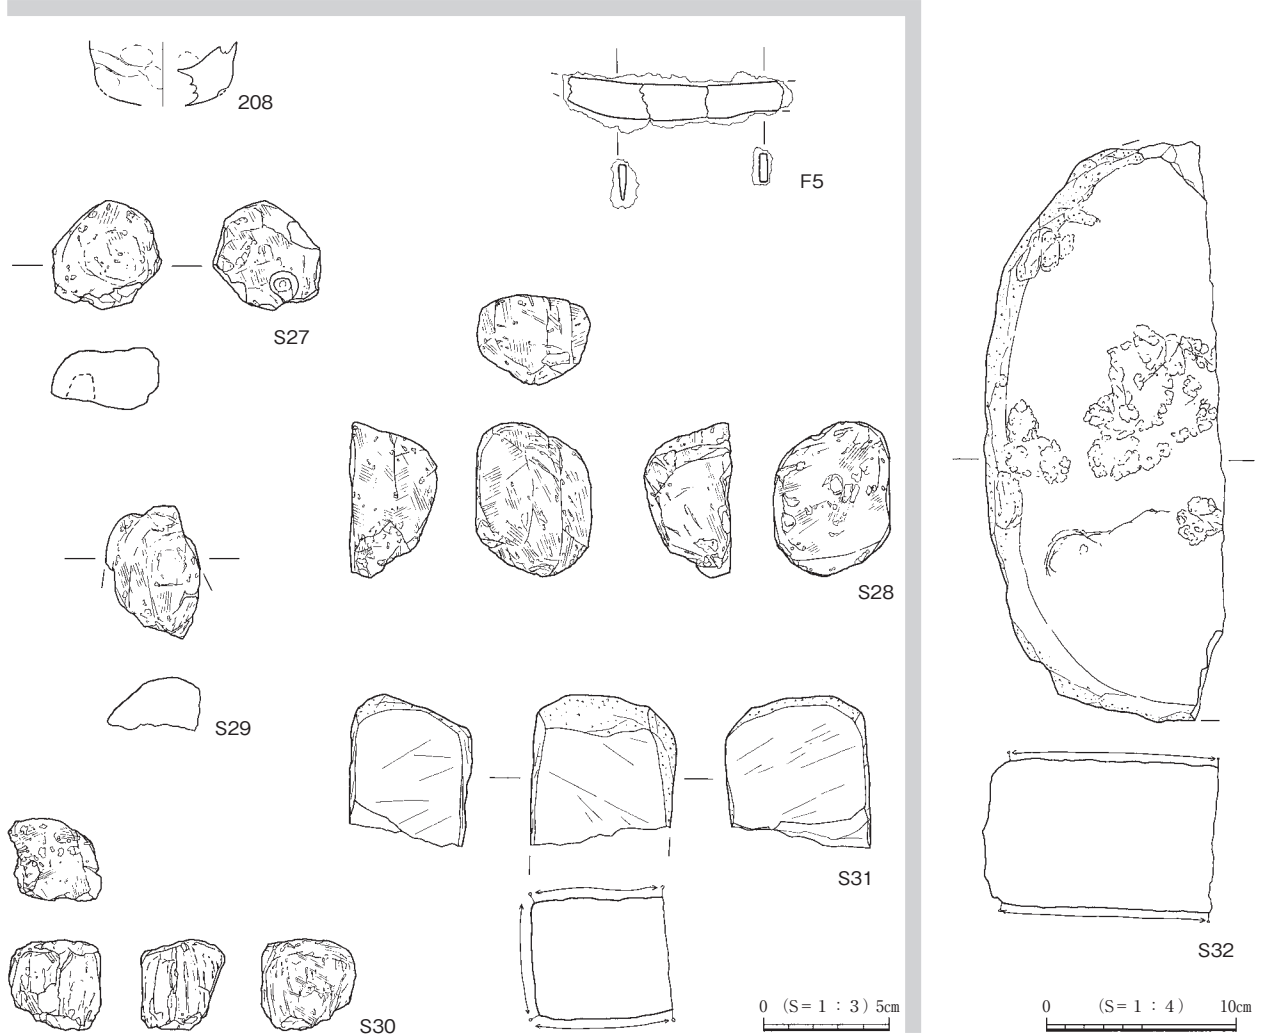 208
F5
S27
S28
S29
S31
S30
0 (S= 1 : 3) 5cm
S32
0 (S= 1 : 4) 10cm